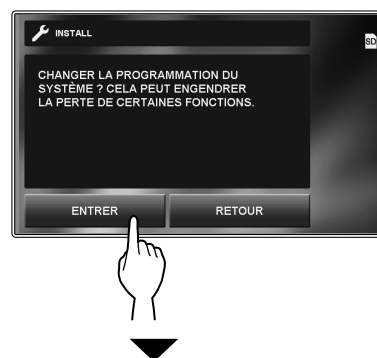 INSTALL
SD
CHANGER LA PROGRAMMATION DU
SYSTÈME ? CELA PEUT ENGENDRER
LA PERTE DE CERTAINES FONCTIONS.
ENTRER
RETOUR